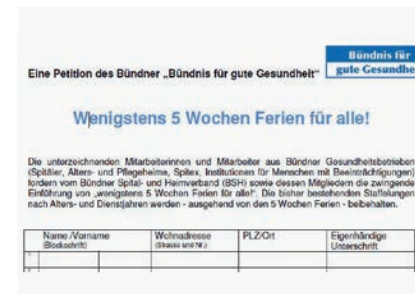 Bündnis für
gute Gesundhe
Eine Petition des Bündner „Bündnis für gute Gesundheit“
Wenigstens 5 Wochen Ferien für alle!
Die unterzeichnenden Mitarbeiterinnen und Mitarbeiter aus Bündner Gesundheitsbetrieben
(Spitäler, Alters- und Pflegeheime, Spitex, Institutionen für Menschen mit Beeinträchtigungen)
fordern vom Bündner Spital- und Heimverband (BSH) sowie dessen Mitgliedern die zwingende
Einführung von „wenigstens 5 Wochen Ferien für alle!“. Die bisher bestehenden Staffelungen
nach Alters- und Dienstjahren werden - ausgehend von den 5 Wochen Ferien - beibehalten.
Name /Vorname Wohnadresse PLZ/Ort Eigenhändige
(Blockschrift) (Strasse und Nr.) Unterschrift